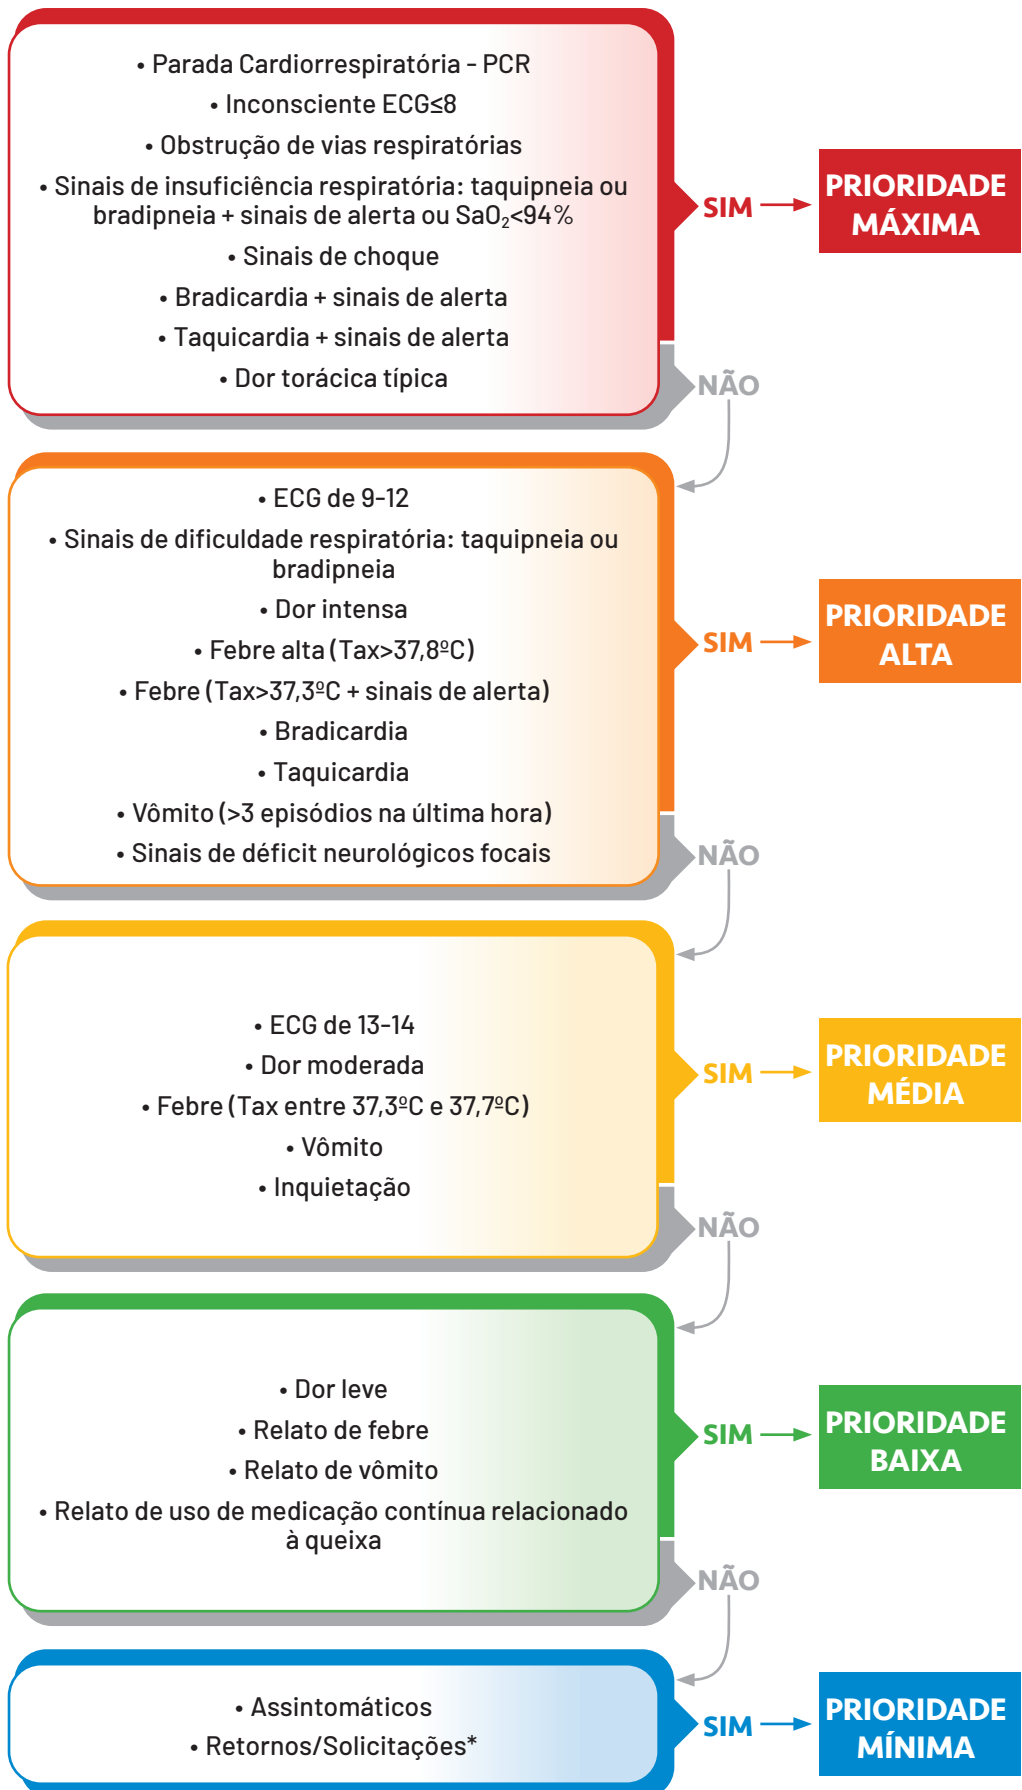 • Parada Cardiorrespiratória - PCR
• Inconsciente ECG≤8
• Obstrução de vias respiratórias
• Sinais de insuficiência respiratória: taquipneia ou
bradipneia + sinais de alerta ou SaO₂<94%
• Sinais de choque
• Bradicardia + sinais de alerta
• Taquicardia + sinais de alerta
• Dor torácica típica
SIM
PRIORIDADE
MÁXIMA
NÃO
• ECG de 9-12
• Sinais de dificuldade respiratória: taquipneia ou
bradipneia
• Dor intensa
• Febre alta (Tax>37,8ºC)
• Febre (Tax>37,3ºC + sinais de alerta)
• Bradicardia
• Taquicardia
• Vômito (>3 episódios na última hora)
• Sinais de déficit neurológicos focais
SIM
PRIORIDADE
ALTA
NÃO
• ECG de 13-14
• Dor moderada
• Febre (Tax entre 37,3ºC e 37,7ºC)
• Vômito
• Inquietação
SIM
PRIORIDADE
MÉDIA
NÃO
• Dor leve
• Relato de febre
• Relato de vômito
• Relato de uso de medicação contínua relacionado
à queixa
SIM
PRIORIDADE
BAIXA
NÃO
• Assintomáticos
• Retornos/Solicitações*
SIM
PRIORIDADE
MÍNIMA